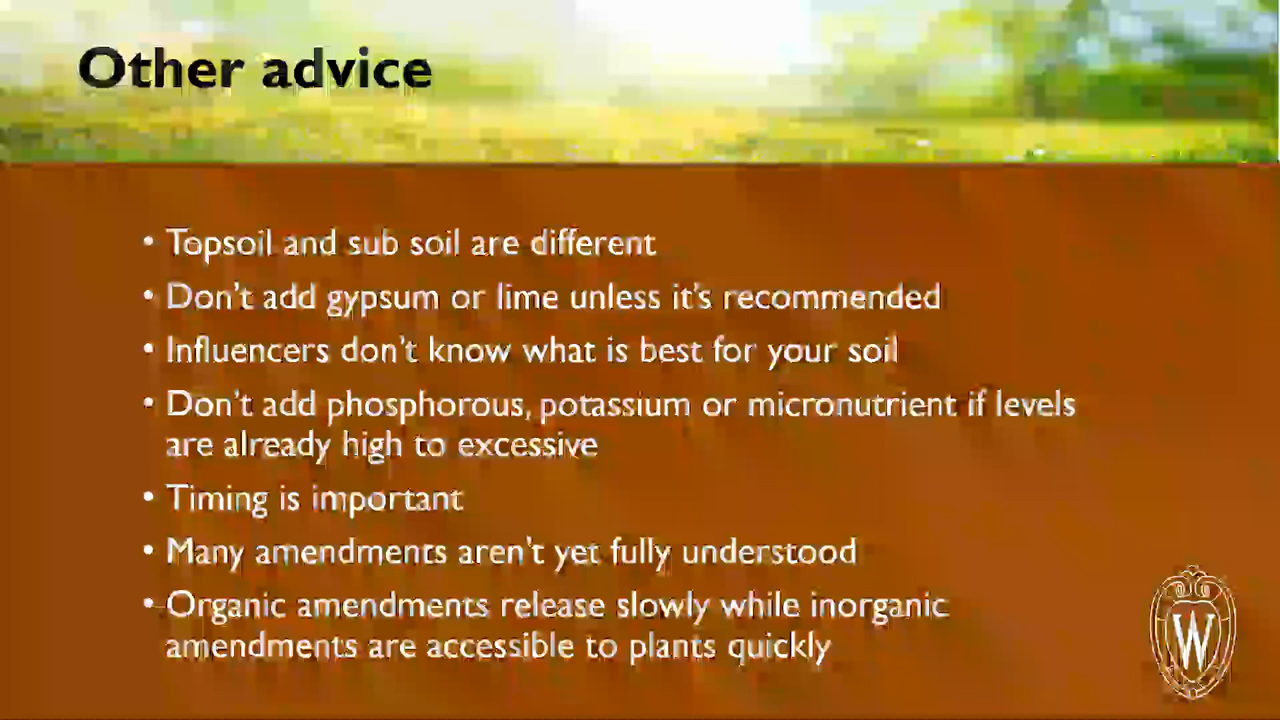 Other advice
• Topsoil and sub soil are different
• Don't add gypsum or lime unless it's recommended
• Influencers don't know what is best for your soil
• Don't add phosphorous, potassium or micronutrient if levels
are already high to excessive
• Timing is important
• Many amendments aren't yet fully understood
• Organic amendments release slowly while inorganic
amendments are accessible to plants quickly
W